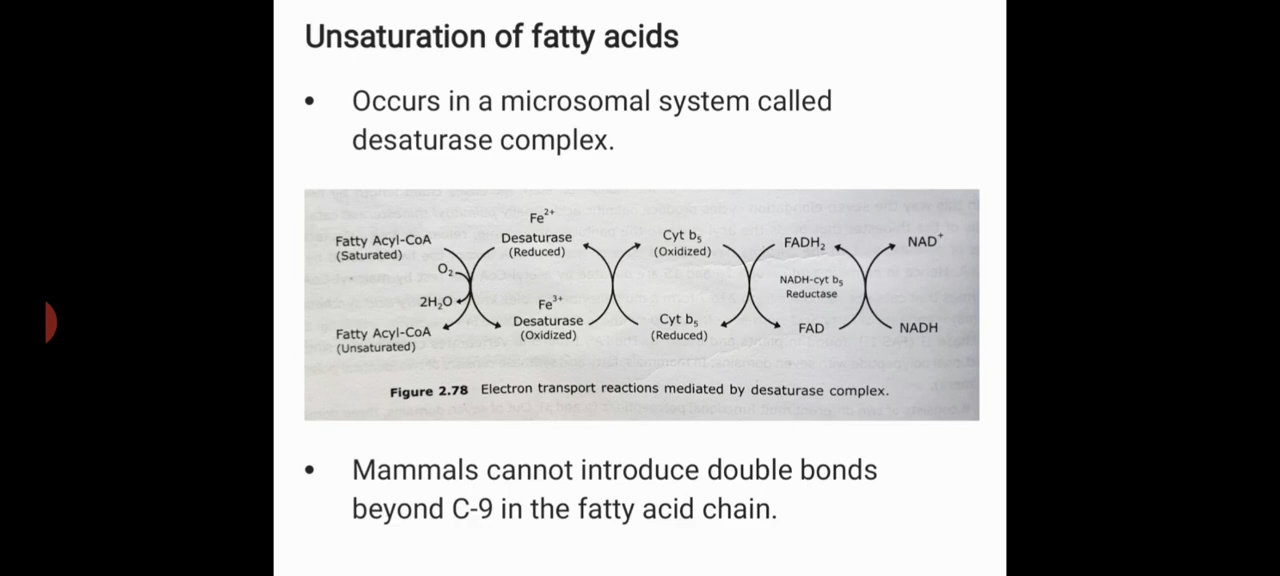 Unsaturation of fatty acids
• Occurs in a microsomal system called
desaturase complex.
Fatty Acyl-CoA
(Saturated)
O₂
2H₂O
Fatty Acyl-CoA
(Unsaturated)
Fe²⁺
Desaturase
(Reduced)
Fe³⁺
Desaturase
(Oxidized)
Cyt b₅
(Oxidized)
Cyt b₅
(Reduced)
FADH₂
NADH-cyt b₅
Reductase
FAD
NAD⁺
NADH
Figure 2.78 Electron transport reactions mediated by desaturase complex.
• Mammals cannot introduce double bonds
beyond C-9 in the fatty acid chain.